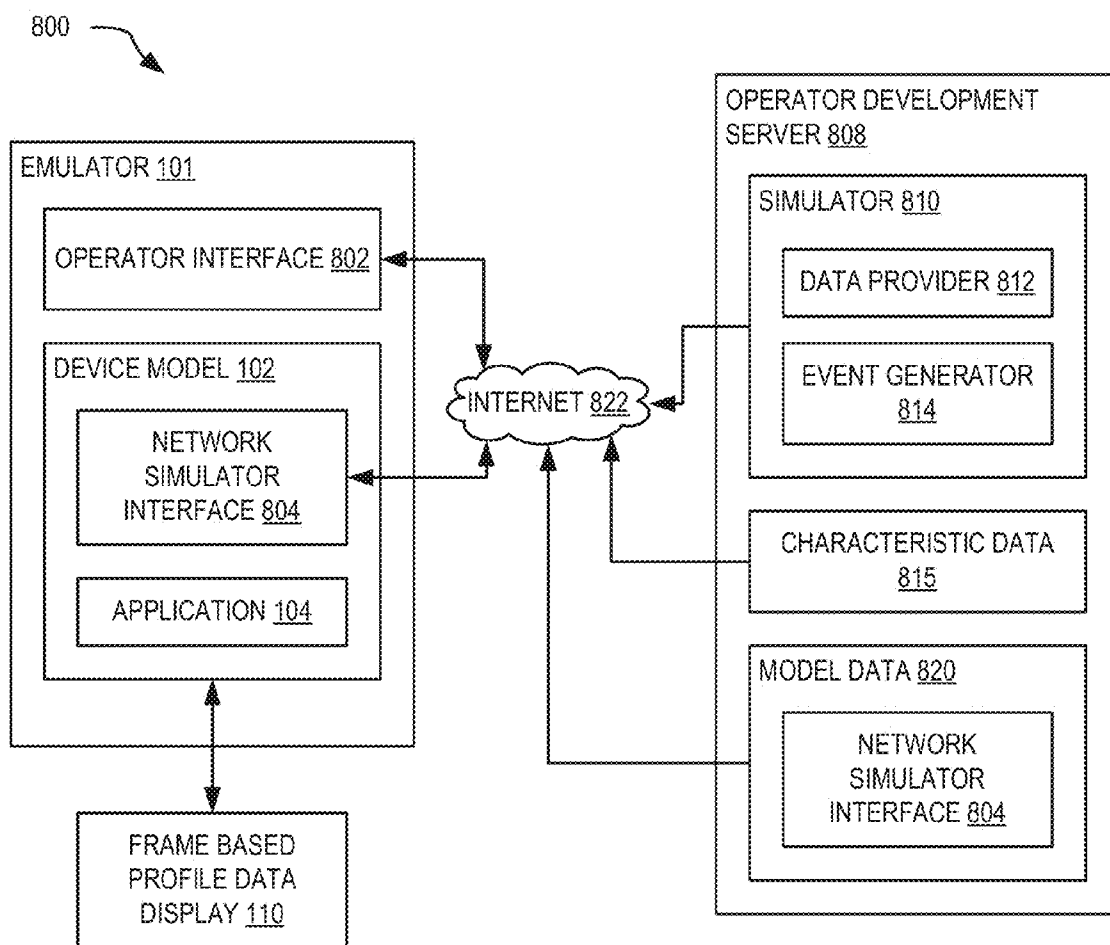 800
EMULATOR 101
OPERATOR INTERFACE 802
DEVICE MODEL 102
NETWORK
SIMULATOR
INTERFACE 804
APPLICATION 104
FRAME BASED
PROFILE DATA
DISPLAY 110
INTERNET 822
OPERATOR DEVELOPMENT
SERVER 808
SIMULATOR 810
DATA PROVIDER 812
EVENT GENERATOR
814
CHARACTERISTIC DATA
815
MODEL DATA 820
NETWORK
SIMULATOR
INTERFACE 804